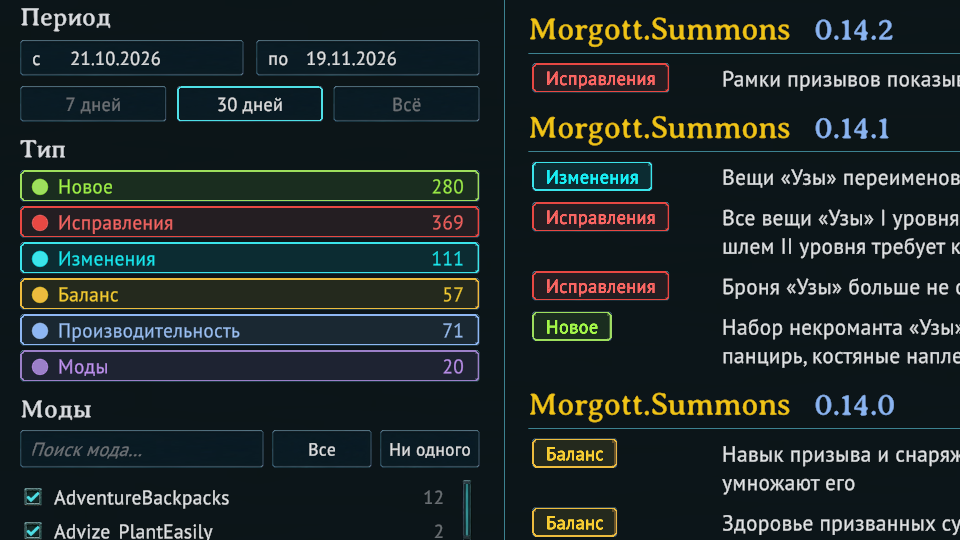 Период
с 21.10.2026 по 19.11.2026
7 дней 30 дней Всё
Тип
Новое 280
Исправления 369
Изменения 111
Баланс 57
Производительность 71
Моды 20
Моды
Поиск мода... Все Ни одного
AdventureBackpacks 12
Advize_PlantEasily 2
Morgott.Summons 0.14.2
Исправления Рамки призывов показы
Morgott.Summons 0.14.1
Изменения Вещи «Узы» переименов
Исправления Все вещи «Узы» I уровня
шлем II уровня требует к
Исправления Броня «Узы» больше не
Новое Набор некроманта «Узы»
панцирь, костяные напле
Morgott.Summons 0.14.0
Баланс Навык призыва и снаряж
умножают его
Баланс Здоровье призванных су